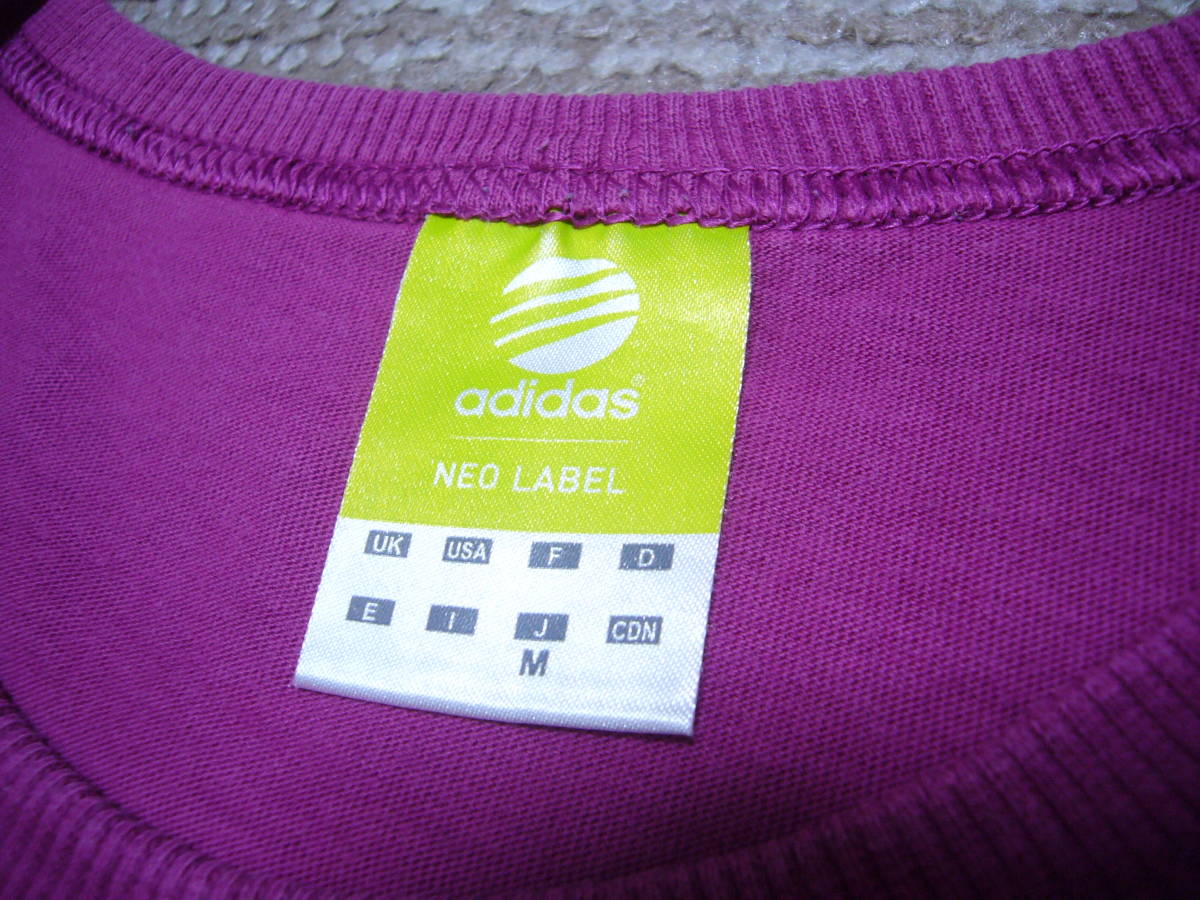 adidas®
NEO LABEL
UK USA F D
E I J CDN
M